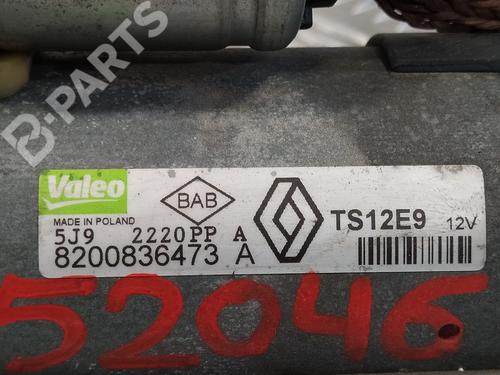 B-PARTS
Valeo
MADE IN POLAND
BAB
TS12E9 12V
5J9 2220PP A
8200836473 A
52046